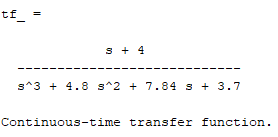 tf_ =
s + 4
----------------------------
s^3 + 4.8 s^2 + 7.84 s + 3.7
Continuous-time transfer function.